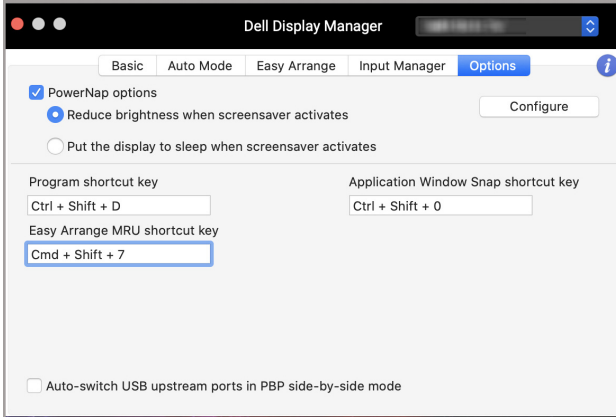 Dell Display Manager
Basic Auto Mode Easy Arrange Input Manager Options i
PowerNap options
Configure
Reduce brightness when screensaver activates
Put the display to sleep when screensaver activates
Program shortcut key Application Window Snap shortcut key
Ctrl + Shift + D Ctrl + Shift + 0
Easy Arrange MRU shortcut key
Cmd + Shift + 7
Auto-switch USB upstream ports in PBP side-by-side mode